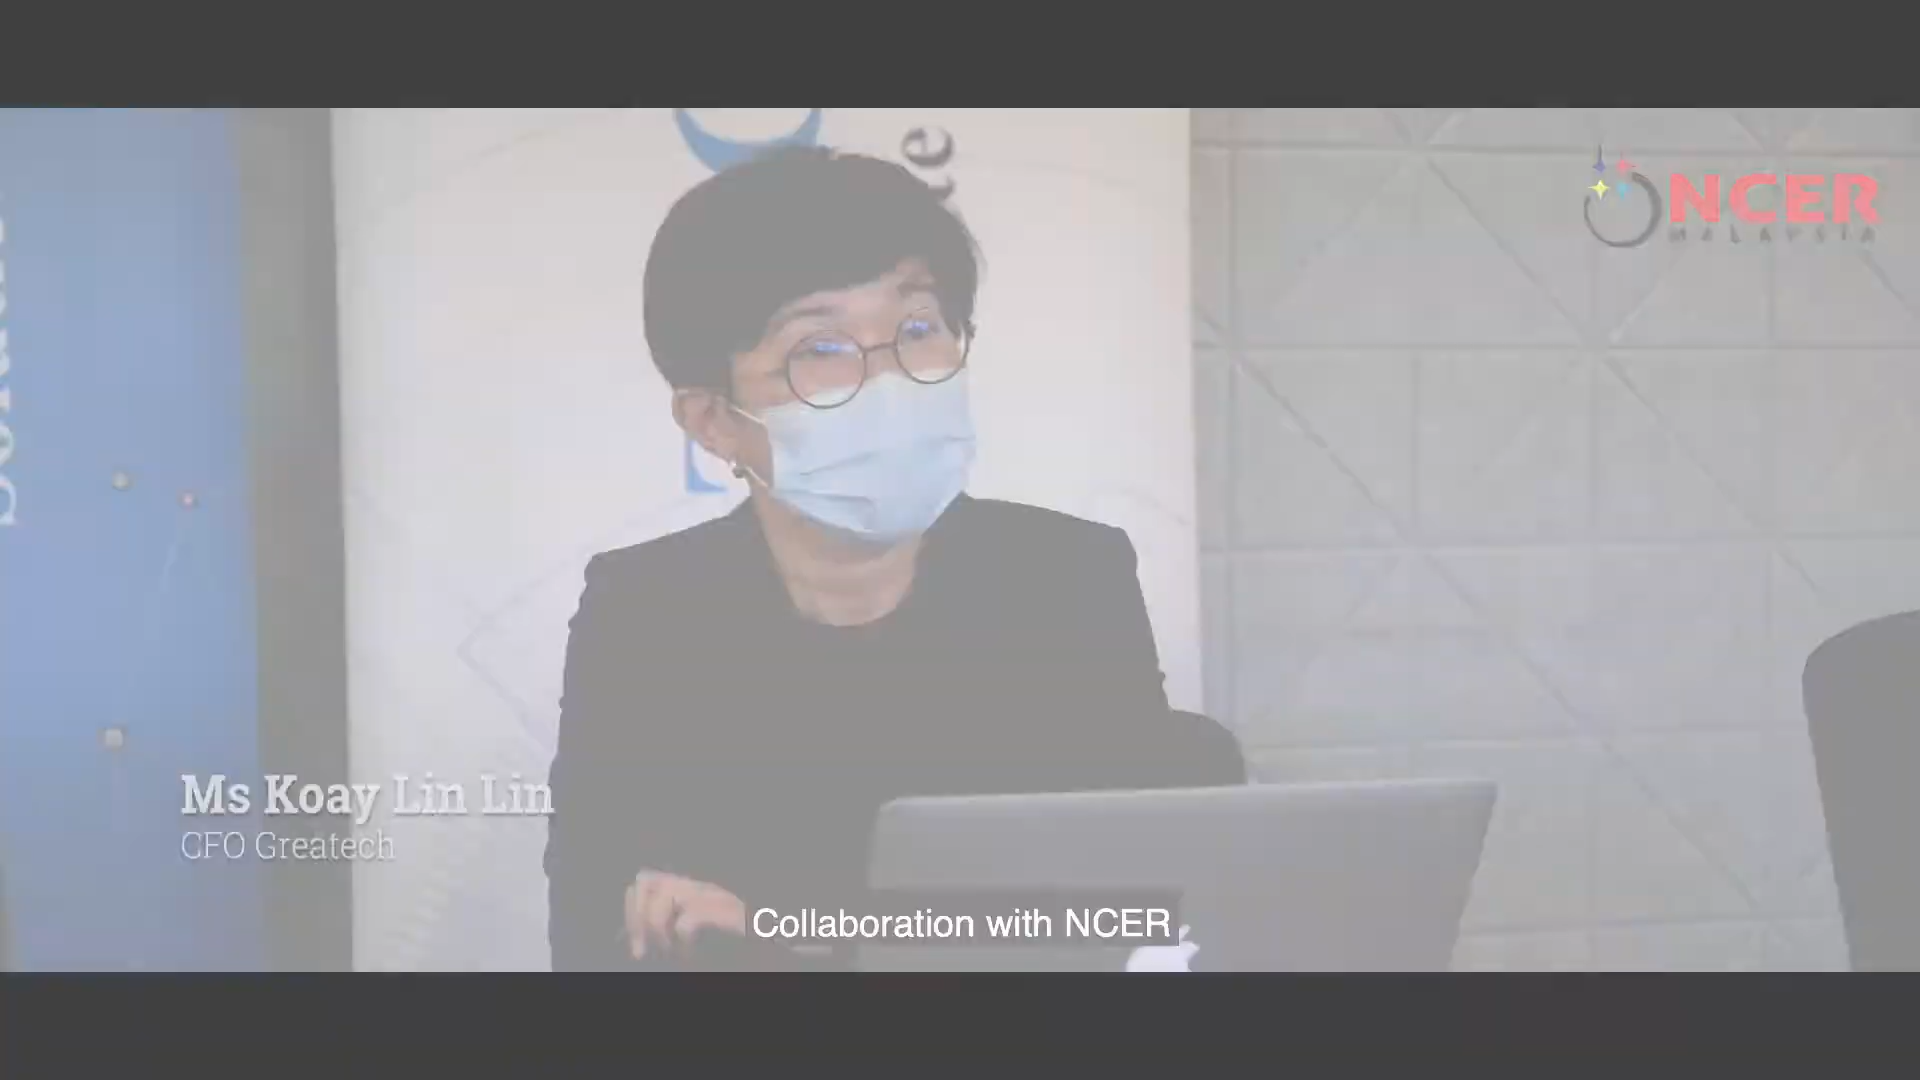 NCER
MALAYSIA
Ms Koay Lin Lin
CFO Greatech
Collaboration with NCER